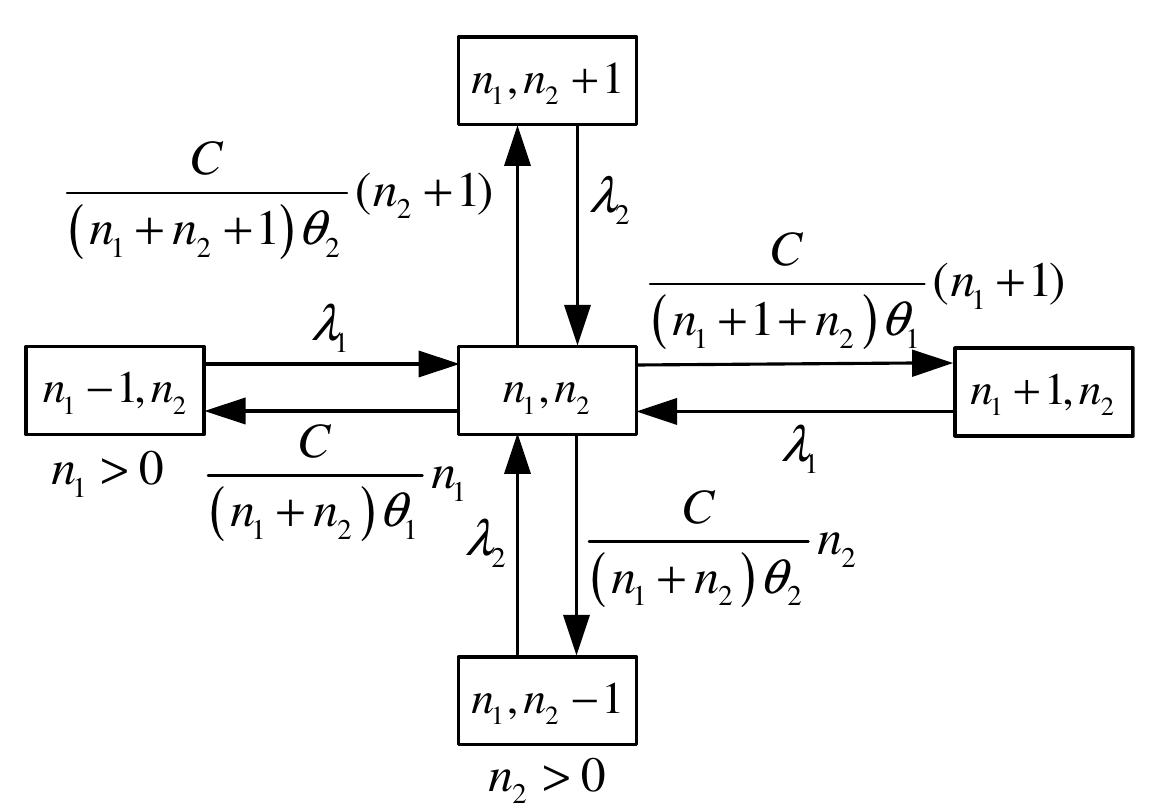 n₁, n₂ + 1
C / ((n₁ + n₂ + 1) θ₂) (n₂ + 1)
λ₂
C / ((n₁ + 1 + n₂) θ₁) (n₁ + 1)
λ₁
n₁ − 1, n₂
n₁, n₂
n₁ + 1, n₂
n₁ > 0
C / ((n₁ + n₂) θ₁) n₁
λ₁
λ₂
C / ((n₁ + n₂) θ₂) n₂
n₁, n₂ − 1
n₂ > 0